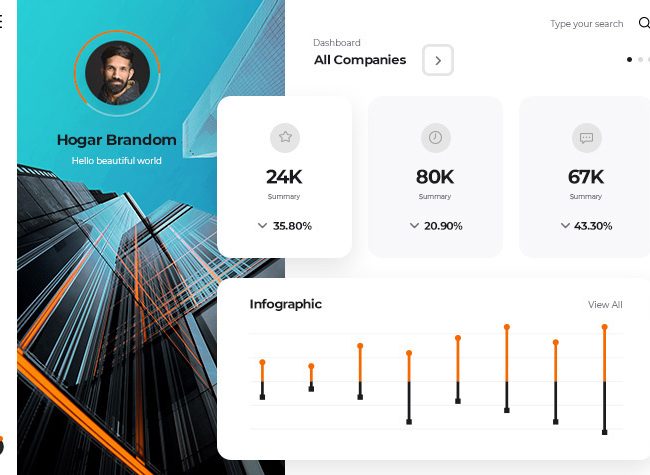 Type your search
Dashboard
All Companies
Hogar Brandom
Hello beautiful world
24K
Summary
35.80%
80K
Summary
20.90%
67K
Summary
43.30%
Infographic
View All